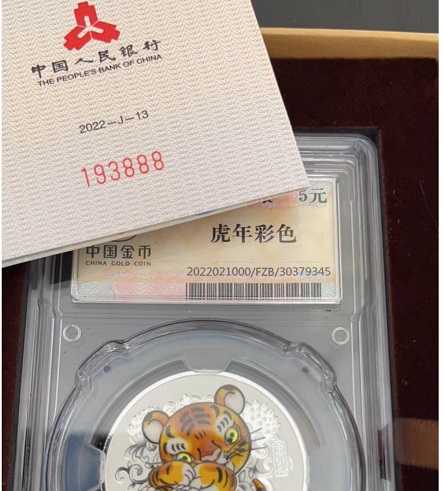 中国人民银行
THE PEOPLE'S BANK OF CHINA
2022-J-13
193888
5元
虎年彩色
中国金币
CHINA GOLD COIN
2022021000/FZB/30379345